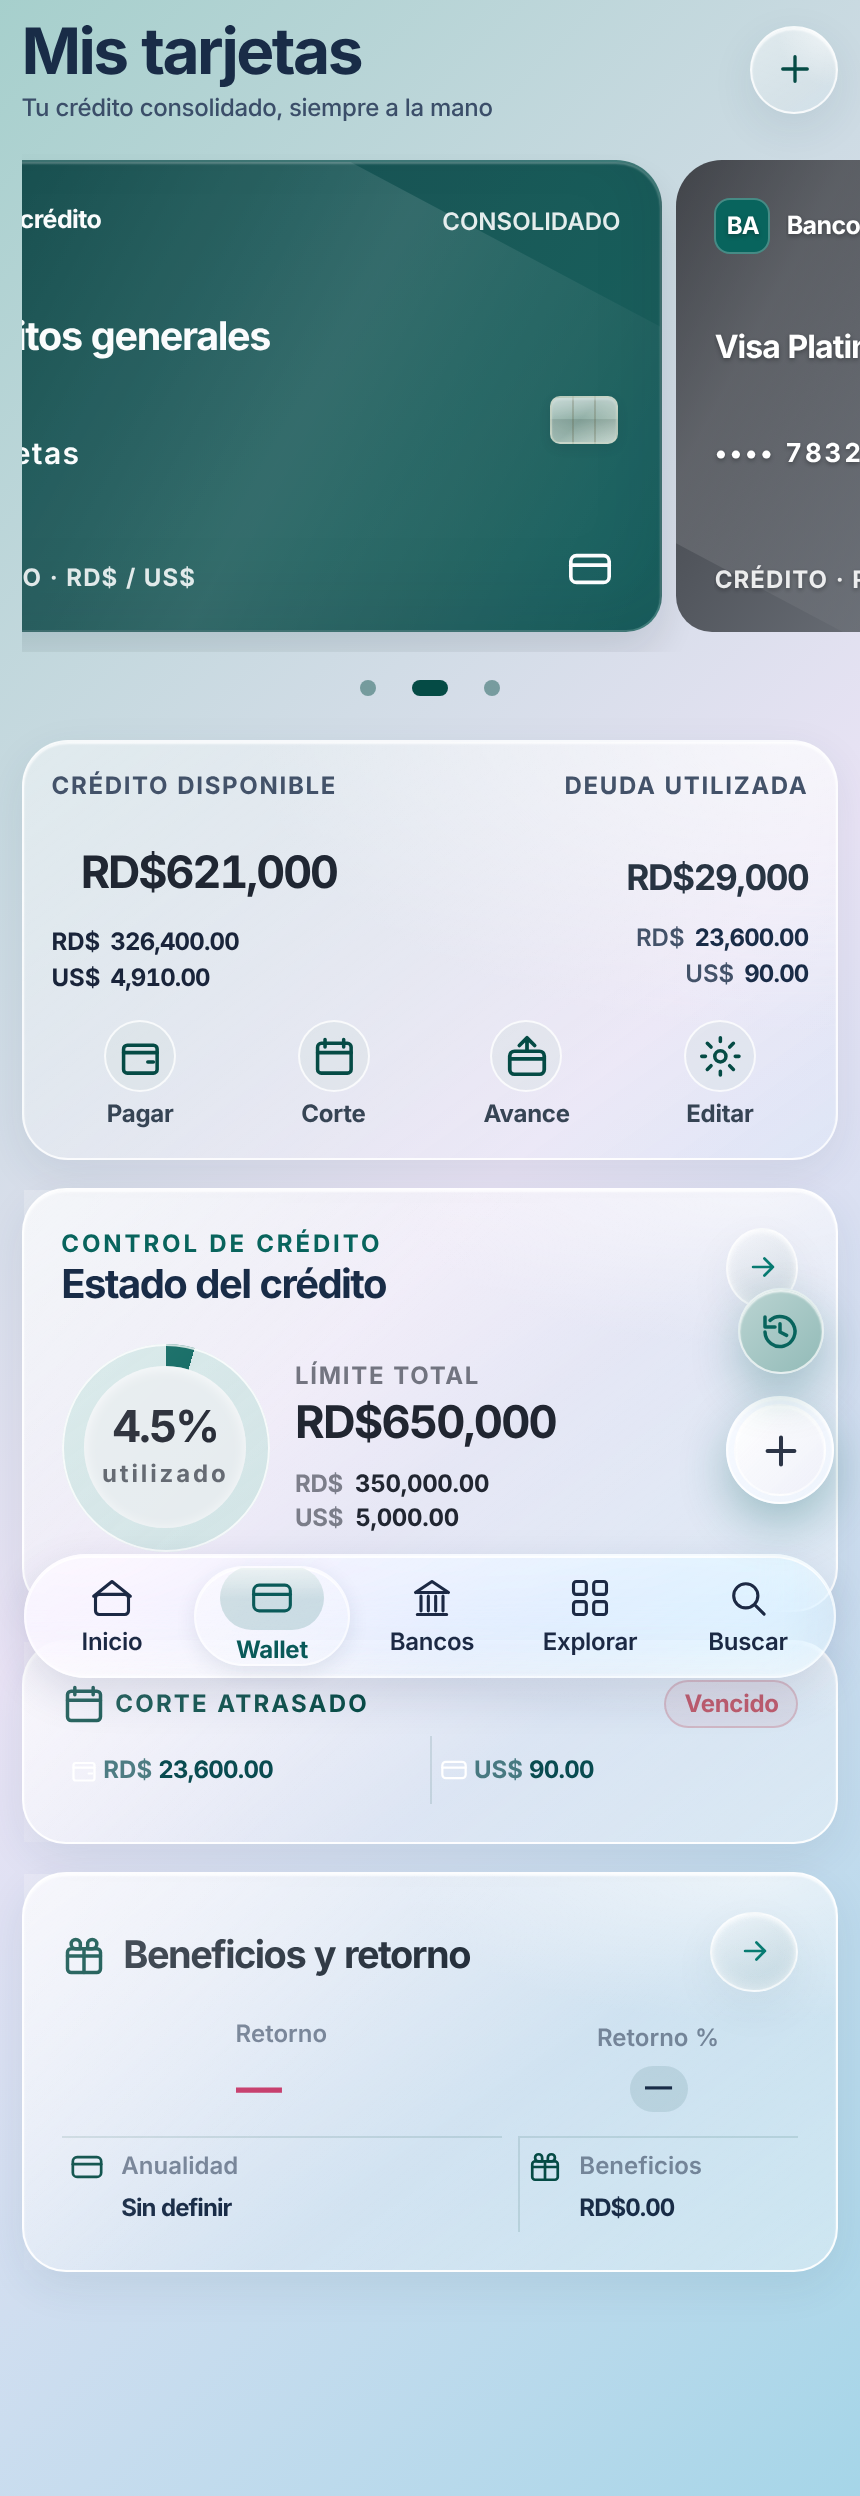 Mis tarjetas
Tu crédito consolidado, siempre a la mano
crédito
CONSOLIDADO
itos generales
etas
O · RD$ / US$
BA Banco
Visa Platin
•••• 7832
CRÉDITO ·
CRÉDITO DISPONIBLE
DEUDA UTILIZADA
RD$621,000
RD$29,000
RD$ 326,400.00
US$ 4,910.00
RD$ 23,600.00
US$ 90.00
Pagar
Corte
Avance
Editar
CONTROL DE CRÉDITO
Estado del crédito
4.5%
utilizado
LÍMITE TOTAL
RD$650,000
RD$ 350,000.00
US$ 5,000.00
Inicio
Wallet
Bancos
Explorar
Buscar
CORTE ATRASADO
Vencido
RD$ 23,600.00
US$ 90.00
Beneficios y retorno
Retorno
—
Retorno %
—
Anualidad
Sin definir
Beneficios
RD$0.00